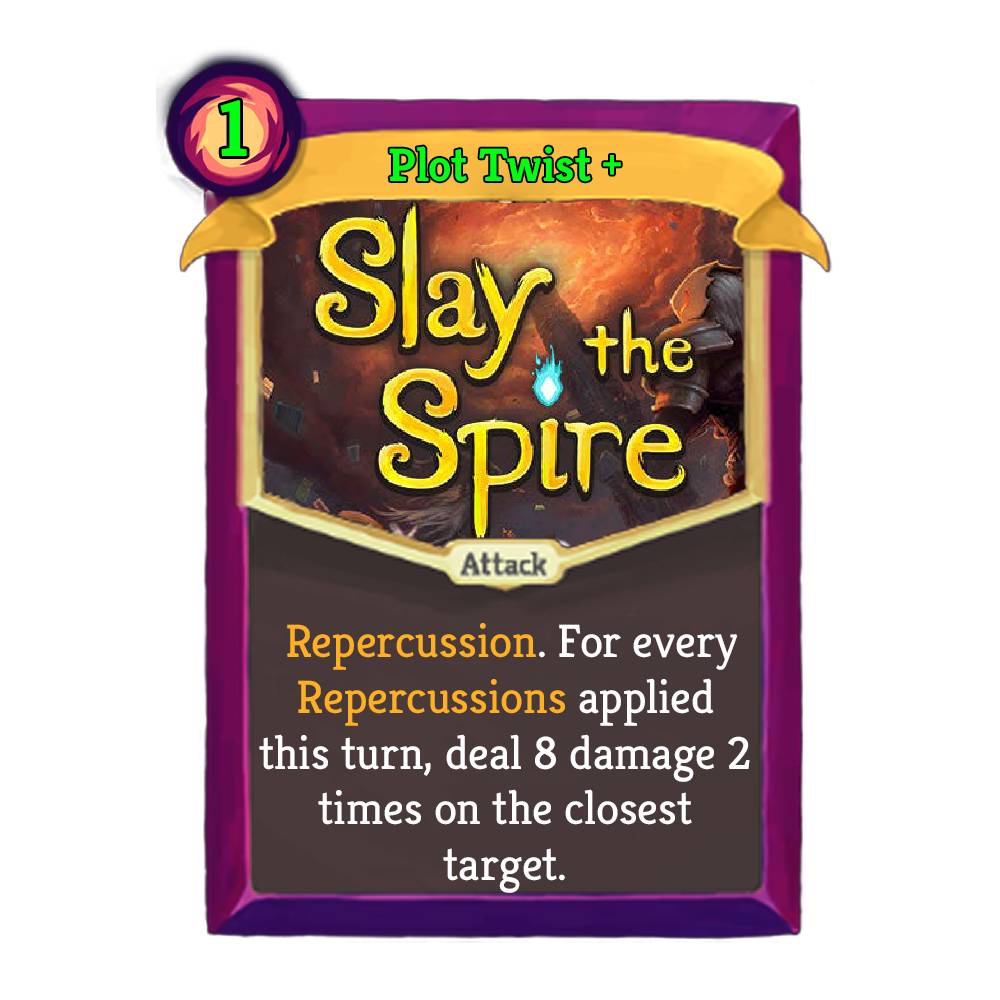 1
Plot Twist +
Slay
the
Spire
Attack
Repercussion. For every
Repercussions applied
this turn, deal 8 damage 2
times on the closest
target.